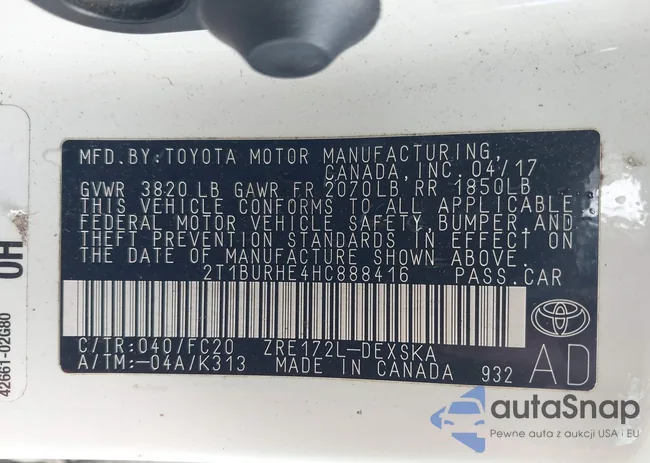 MFD.BY:TOYOTA MOTOR MANUFACTURING,
CANADA, INC. 04/17
GVWR 3820 LB GAWR FR 2070LB RR 1850LB
THIS VEHICLE CONFORMS TO ALL APPLICABLE
FEDERAL MOTOR VEHICLE SAFETY,BUMPER,AND
THEFT PREVENTION STANDARDS IN EFFECT ON
THE DATE OF MANUFACTURE SHOWN ABOVE.
2T1BURHE4HC888416 PASS.CAR
C/TR:040/FC20 ZRE172L-DEXSKA
A/TM:-04A/K313 MADE IN CANADA 932
AD
42661-02G80
OH
autaSnap
Pewne auto z aukcji USA i EU